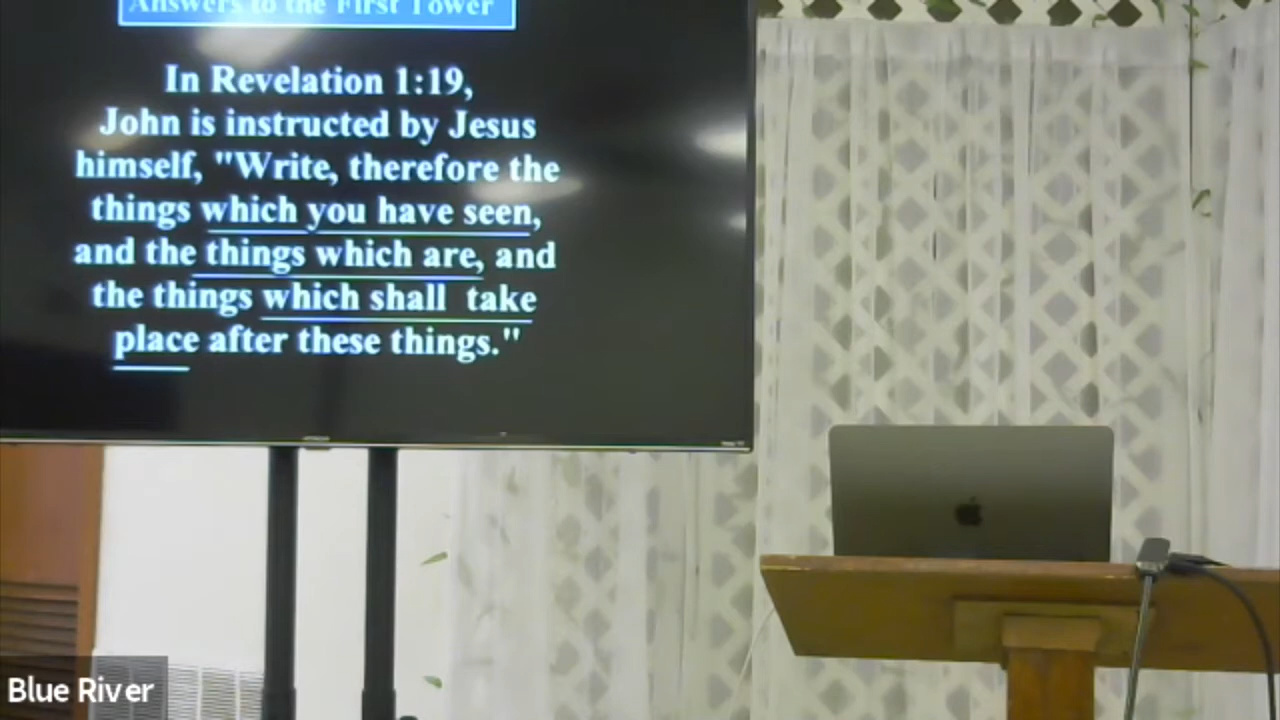 Answers to the First Tower
In Revelation 1:19,
John is instructed by Jesus
himself, "Write, therefore the
things which you have seen,
and the things which are, and
the things which shall take
place after these things."
Blue River